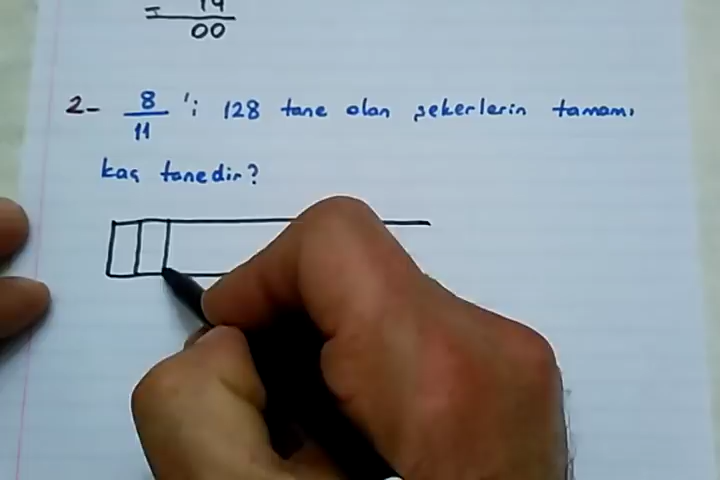 00
2- 8/11 'i 128 tane olan şekerlerin tamamı
kaç tanedir?